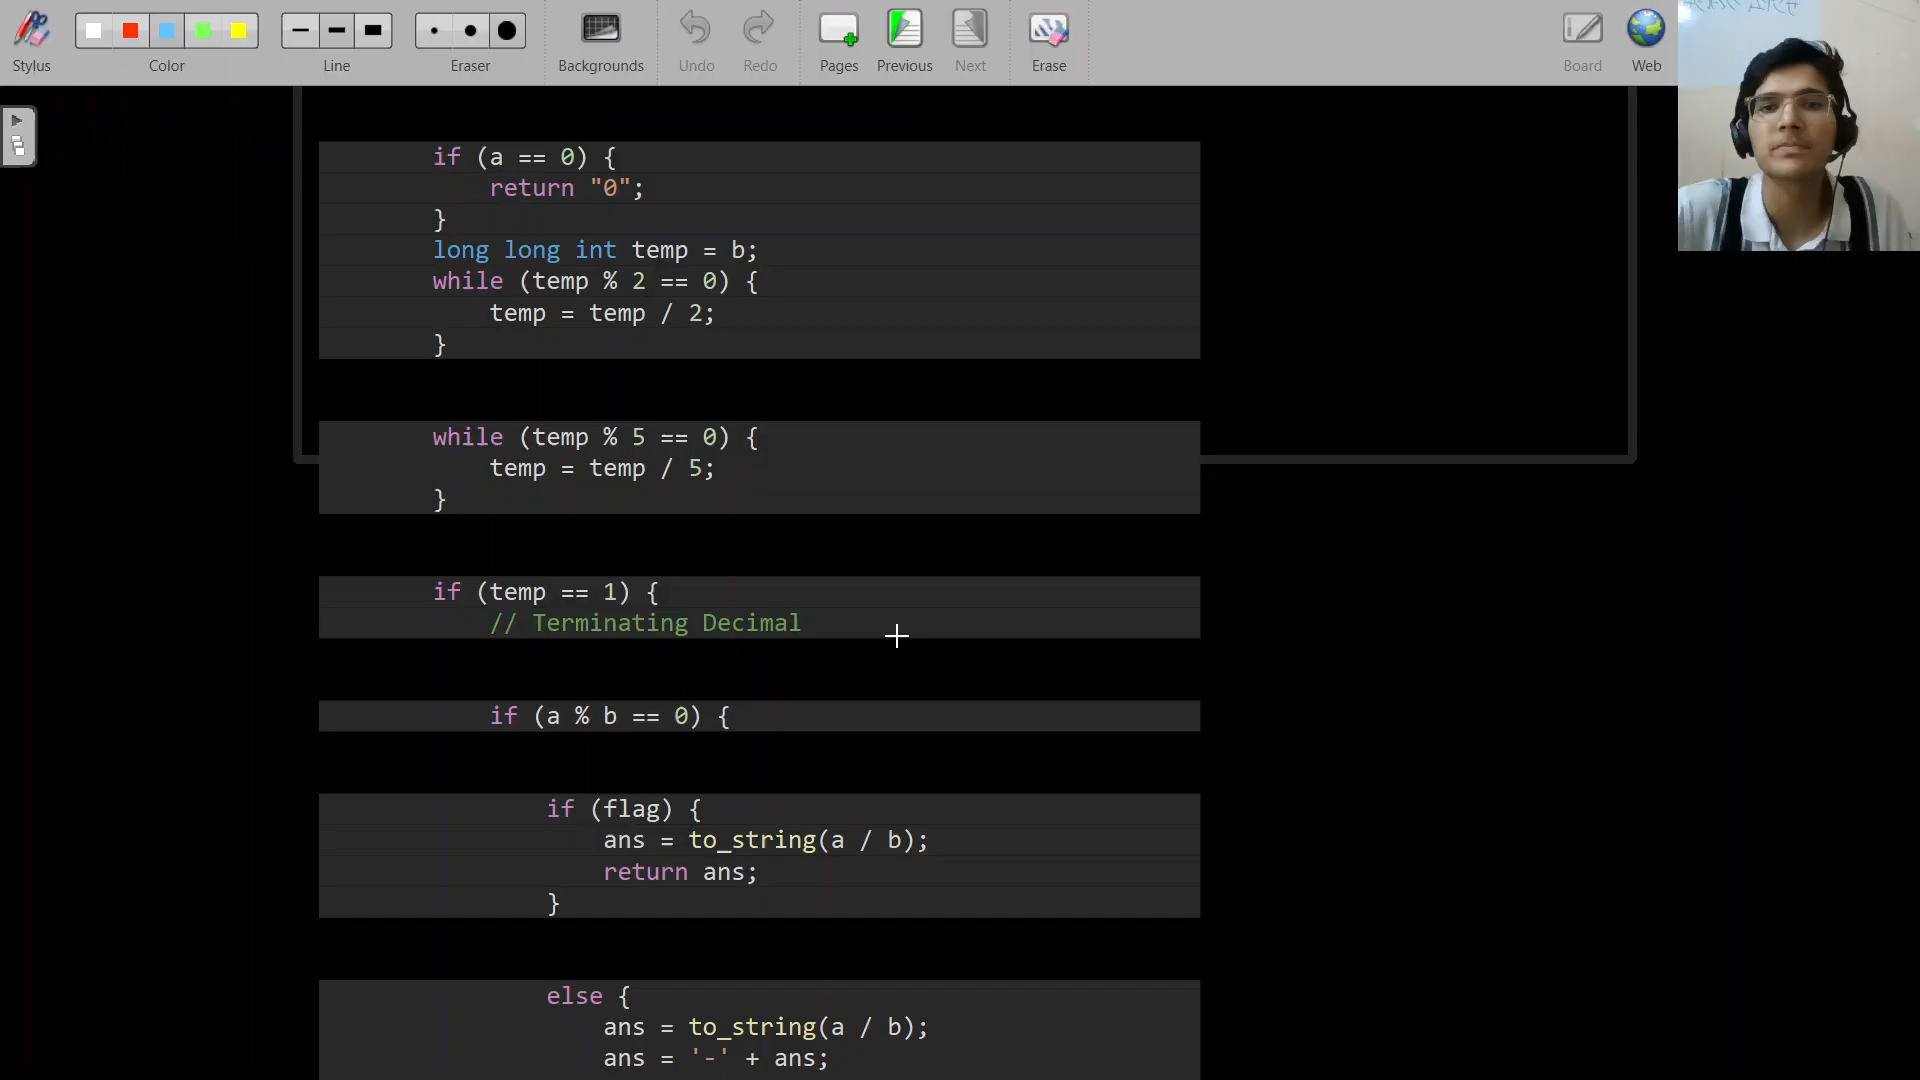 Stylus
Color
Line
Eraser
Backgrounds
Undo
Redo
Pages
Previous
Next
Erase
Board
Web
if (a == 0) {
return "0";
}
long long int temp = b;
while (temp % 2 == 0) {
temp = temp / 2;
}
while (temp % 5 == 0) {
temp = temp / 5;
}
if (temp == 1) {
// Terminating Decimal
if (a % b == 0) {
if (flag) {
ans = to_string(a / b);
return ans;
}
else {
ans = to_string(a / b);
ans = '-' + ans;